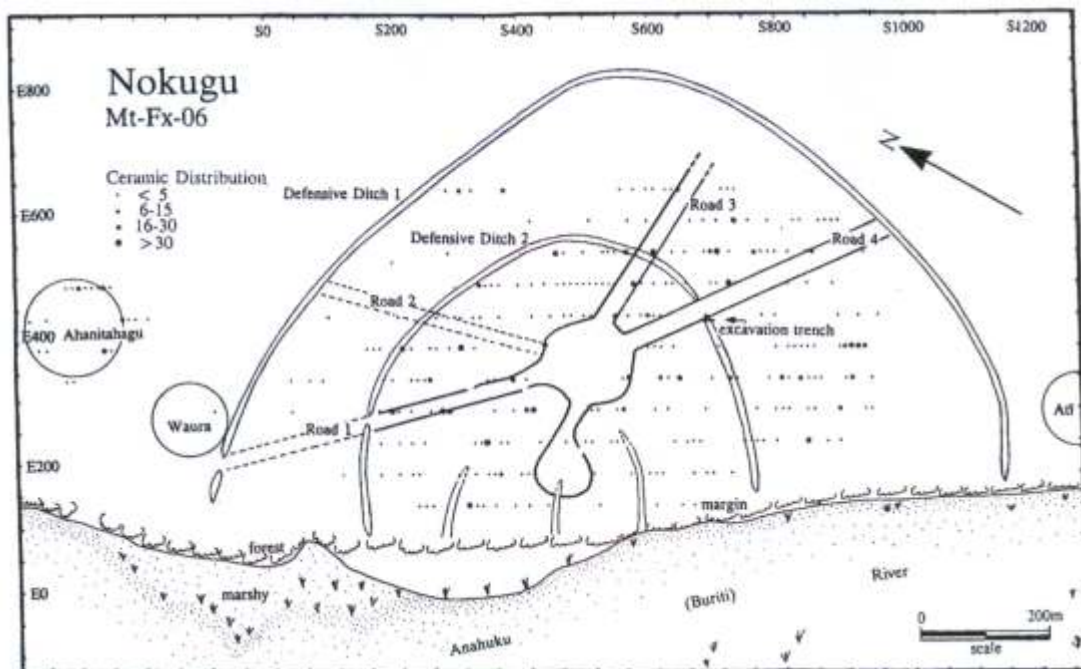 S0 S200 S400 S600 S800 S1000 S1200
E800
Nokugu
Mt-Fx-06
Ceramic Distribution
< 5
6-15
16-30
>30
N
Defensive Ditch 1
E600
Road 3
Defensive Ditch 2
Road 4
Road 2
E400
Ahanitahagu
excavation trench
Waura
Road 1
Atl
E200
margin
forest
E0
marshy
(Buriti)
River
Anahuku
0 200m
scale